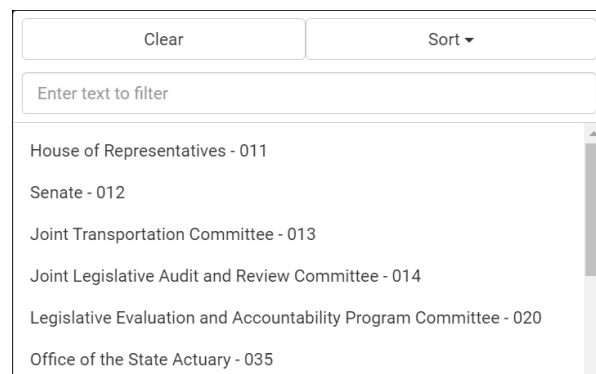 Clear
Sort
Enter text to filter
House of Representatives - 011
Senate - 012
Joint Transportation Committee - 013
Joint Legislative Audit and Review Committee - 014
Legislative Evaluation and Accountability Program Committee - 020
Office of the State Actuary - 035